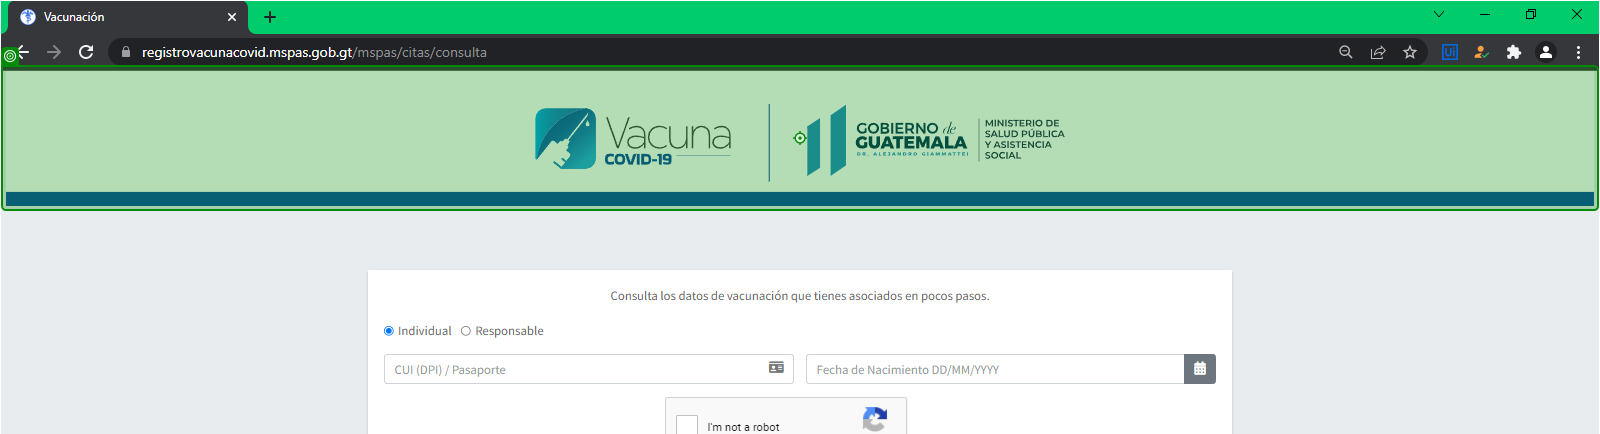 Vacunación
registrovacunacovid.mspas.gob.gt/mspas/citas/consulta
Ui
Vacuna
COVID-19
GOBIERNO de
GUATEMALA
DR. ALEJANDRO GIAMMATTEI
MINISTERIO DE
SALUD PÚBLICA
Y ASISTENCIA
SOCIAL
Consulta los datos de vacunación que tienes asociados en pocos pasos.
Individual Responsable
CUI (DPI) / Pasaporte Fecha de Nacimiento DD/MM/YYYY
I'm not a robot